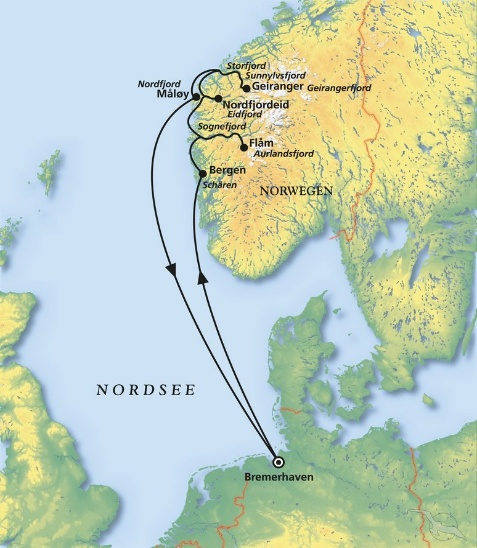 Storfjord
Sunnylvsfjord
Nordfjord
Geiranger Geirangerfjord
Måløy
Nordfjordeid
Eidfjord
Sognefjord
Flåm
Aurlandsfjord
Bergen
Schären
NORWEGEN
NORDSEE
Bremerhaven